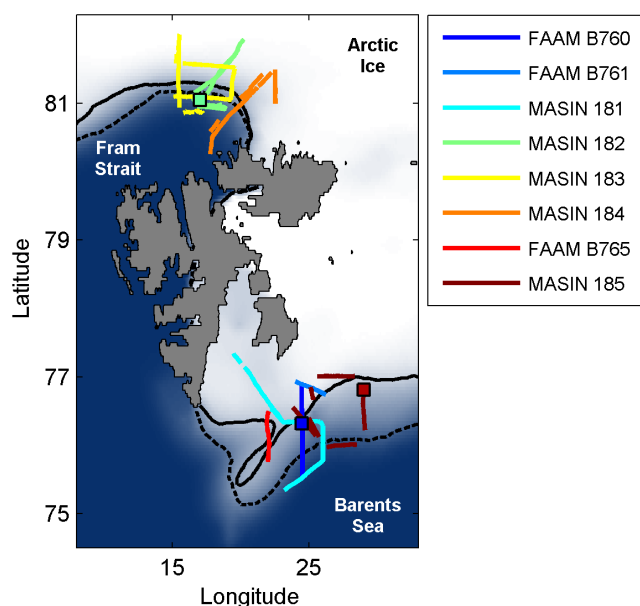 Arctic
Ice
Fram
Strait
Barents
Sea
81
79
77
75
15
25
Latitude
Longitude
FAAM B760
FAAM B761
MASIN 181
MASIN 182
MASIN 183
MASIN 184
FAAM B765
MASIN 185